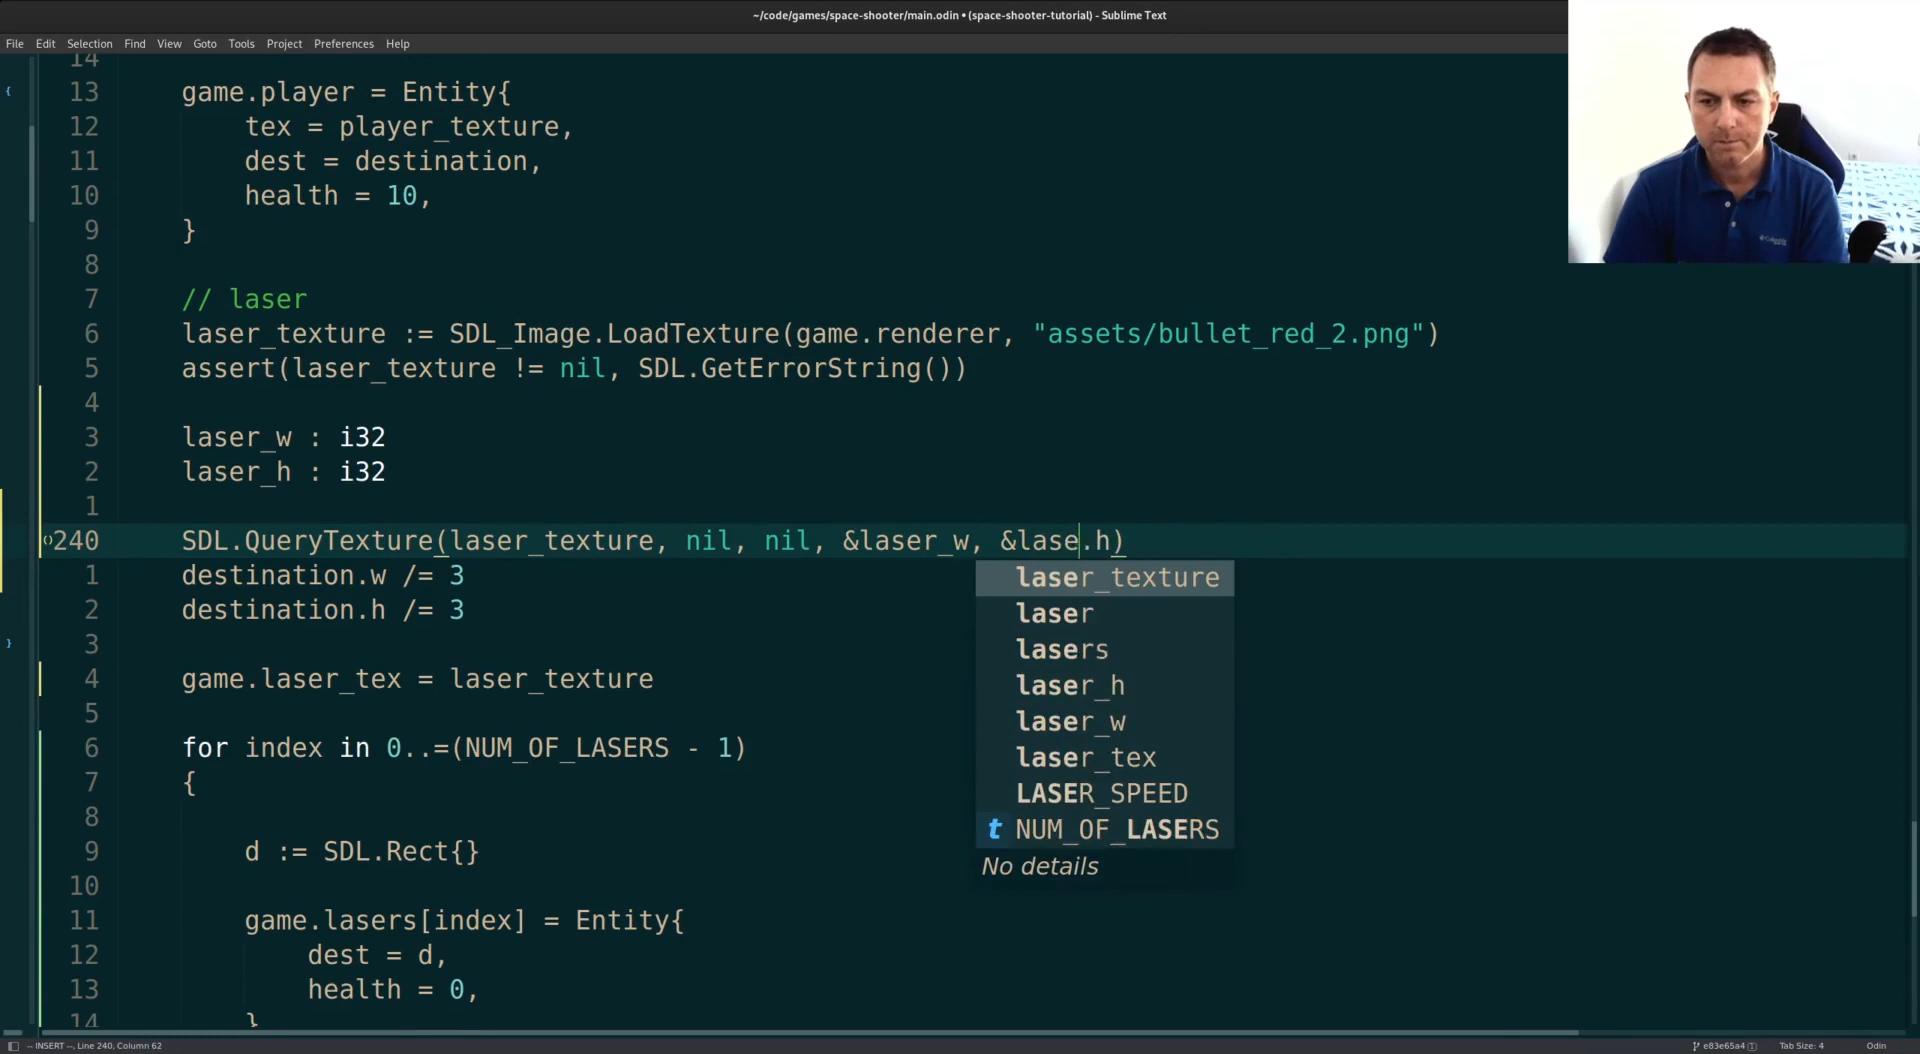 ~/code/games/space-shooter/main.odin • (space-shooter-tutorial) - Sublime Text
File Edit Selection Find View Goto Tools Project Preferences Help
14
13 game.player = Entity{
12 tex = player_texture,
11 dest = destination,
10 health = 10,
9 }
8
7 // laser
6 laser_texture := SDL_Image.LoadTexture(game.renderer, "assets/bullet_red_2.png")
5 assert(laser_texture != nil, SDL.GetErrorString())
4
3 laser_w : i32
2 laser_h : i32
1
240 SDL.QueryTexture(laser_texture, nil, nil, &laser_w, &lase.h)
1 destination.w /= 3
2 destination.h /= 3
3
4 game.laser_tex = laser_texture
5
6 for index in 0..=(NUM_OF_LASERS - 1)
7 {
8
9 d := SDL.Rect{}
10
11 game.lasers[index] = Entity{
12 dest = d,
13 health = 0,
14 }
laser_texture
laser
lasers
laser_h
laser_w
laser_tex
LASER_SPEED
t NUM_OF_LASERS
No details
-- INSERT --, Line 240, Column 62
e83e65a4 1 Tab Size: 4 Odin